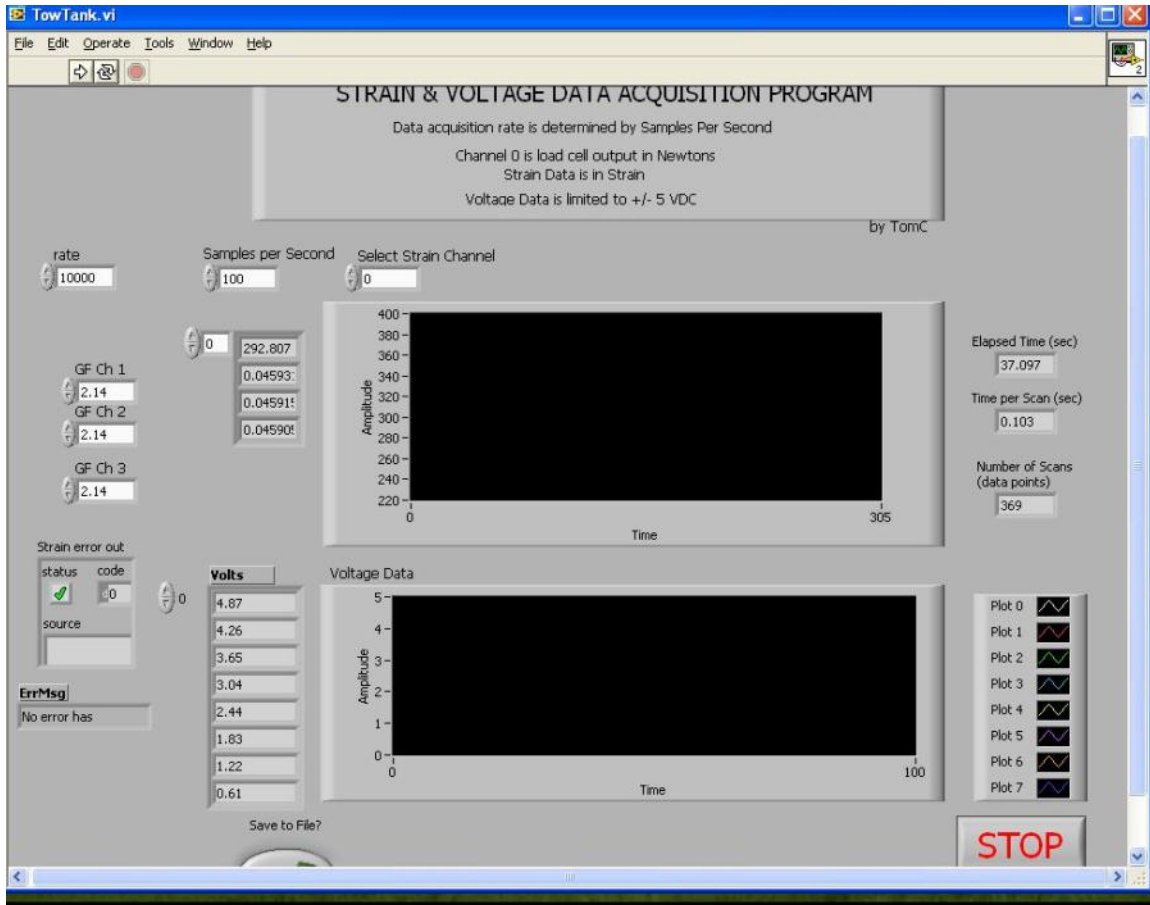 TowTank.vi
File Edit Operate Tools Window Help
2
STRAIN & VOLTAGE DATA ACQUISITION PROGRAM
Data acquisition rate is determined by Samples Per Second
Channel 0 is load cell output in Newtons
Strain Data is in Strain
Voltage Data is limited to +/- 5 VDC
by TomC
rate
10000
Samples per Second
100
Select Strain Channel
0
GF Ch 1
2.14
GF Ch 2
2.14
GF Ch 3
2.14
0
292.807
0.04593
0.04591
0.04590
400
380
360
340
320
300
280
260
240
220
Amplitude
0 305
Time
Elapsed Time (sec)
37.097
Time per Scan (sec)
0.103
Number of Scans
(data points)
369
Strain error out
status code
0
source
ErrMsg
No error has
0
Volts
4.87
4.26
3.65
3.04
2.44
1.83
1.22
0.61
Voltage Data
5
4
3
2
1
0
Amplitude
0 100
Time
Plot 0
Plot 1
Plot 2
Plot 3
Plot 4
Plot 5
Plot 6
Plot 7
Save to File?
STOP